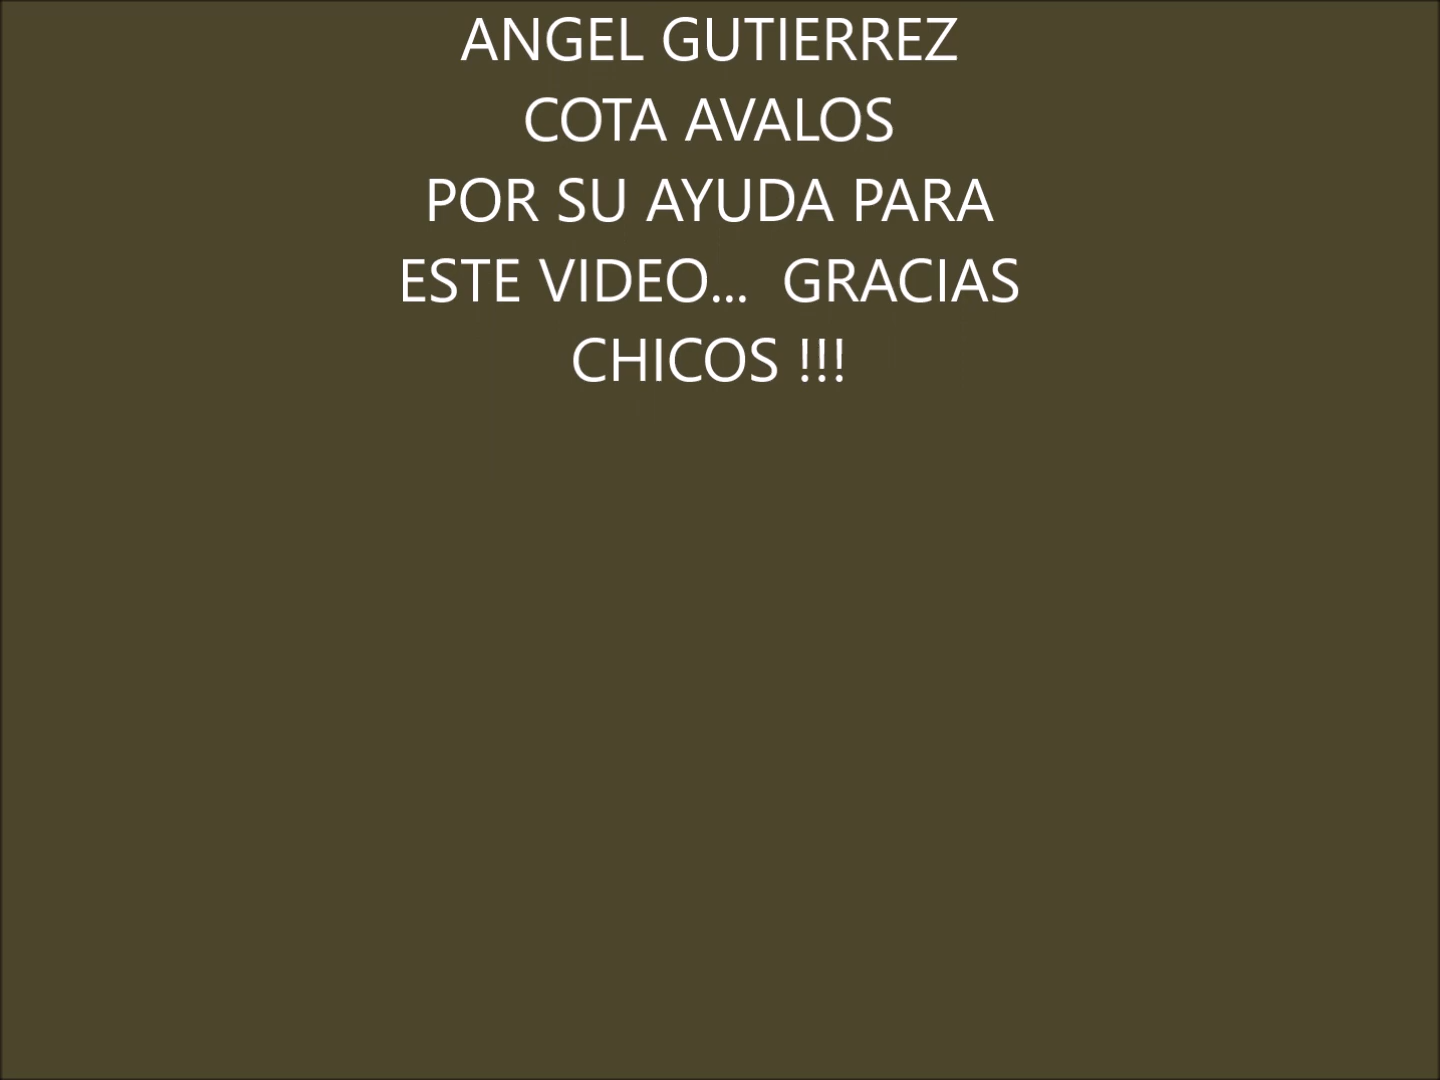 ANGEL GUTIERREZ
COTA AVALOS
POR SU AYUDA PARA
ESTE VIDEO...  GRACIAS
CHICOS !!!